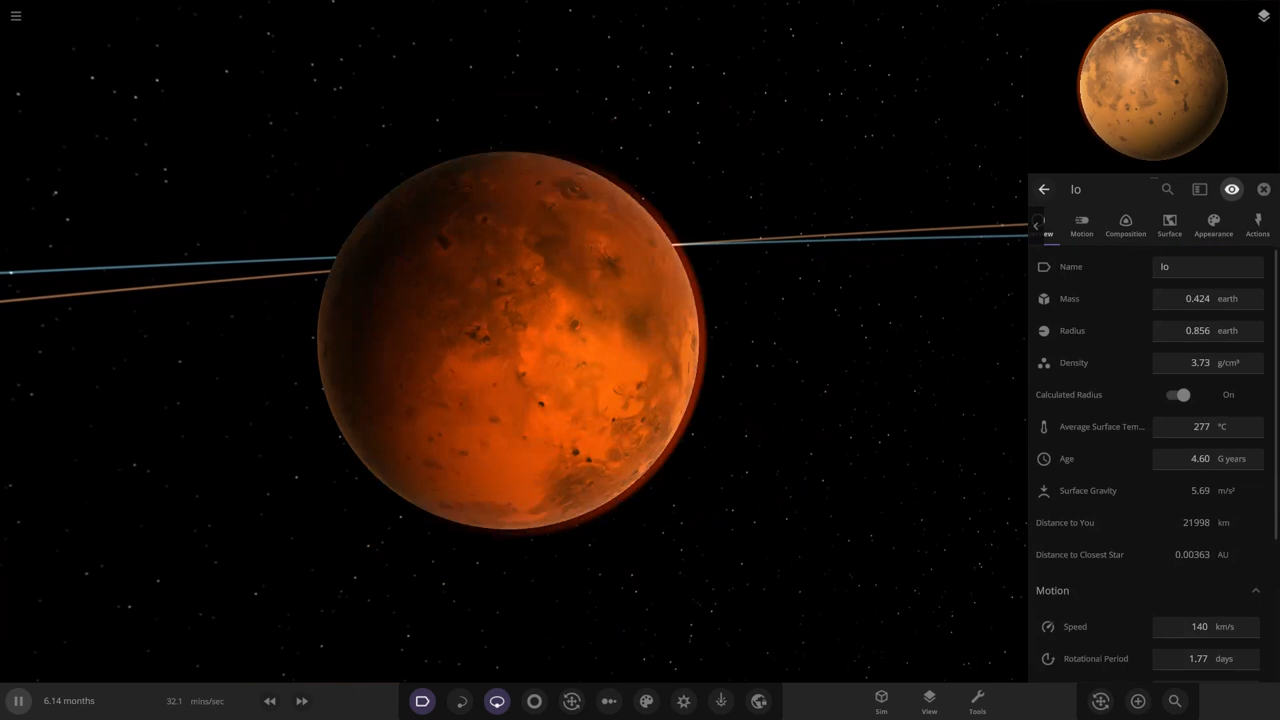 Io
ew
Motion
Composition
Surface
Appearance
Actions
Name Io
Mass 0.424 earth
Radius 0.856 earth
Density 3.73 g/cm³
Calculated Radius On
Average Surface Tem... 277 °C
Age 4.60 G years
Surface Gravity 5.69 m/s²
Distance to You 21998 km
Distance to Closest Star 0.00363 AU
Motion
Speed 140 km/s
Rotational Period 1.77 days
6.14 months 32.1 mins/sec
Sim
View
Tools